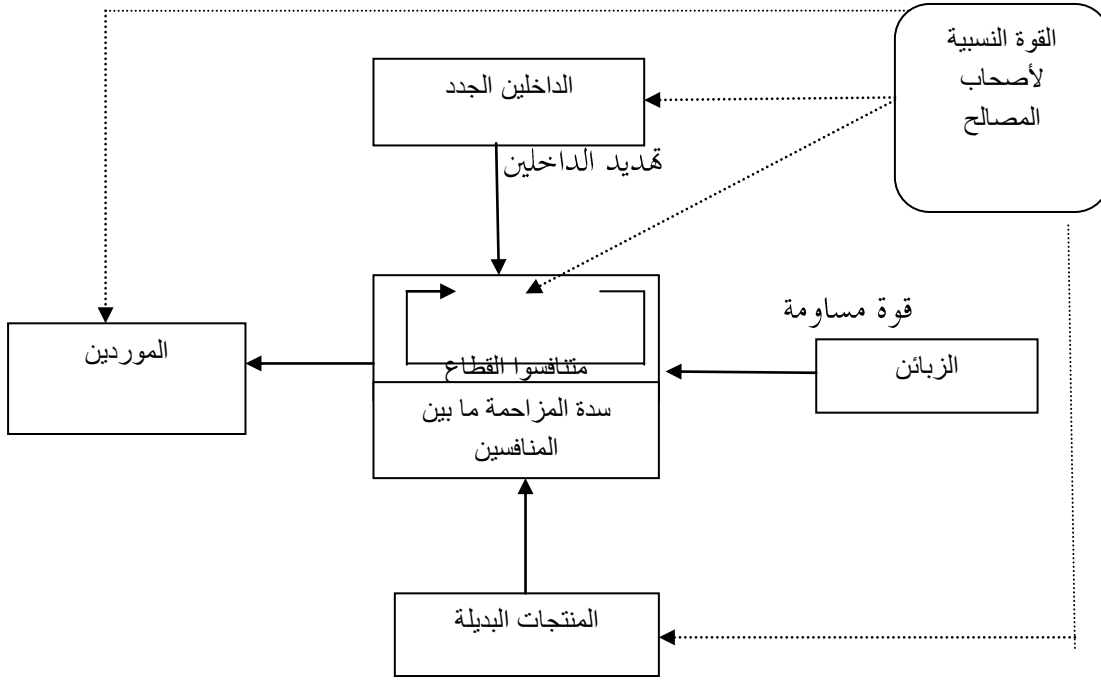 القوة النسبية
لأصحاب
المصالح
الداخلين الجدد
تهديد الداخلين
قوة مساومة
الزبائن
الموردين
متنافسوا القطاع
سدة المزاحمة ما بين
المنافسين
المنتجات البديلة